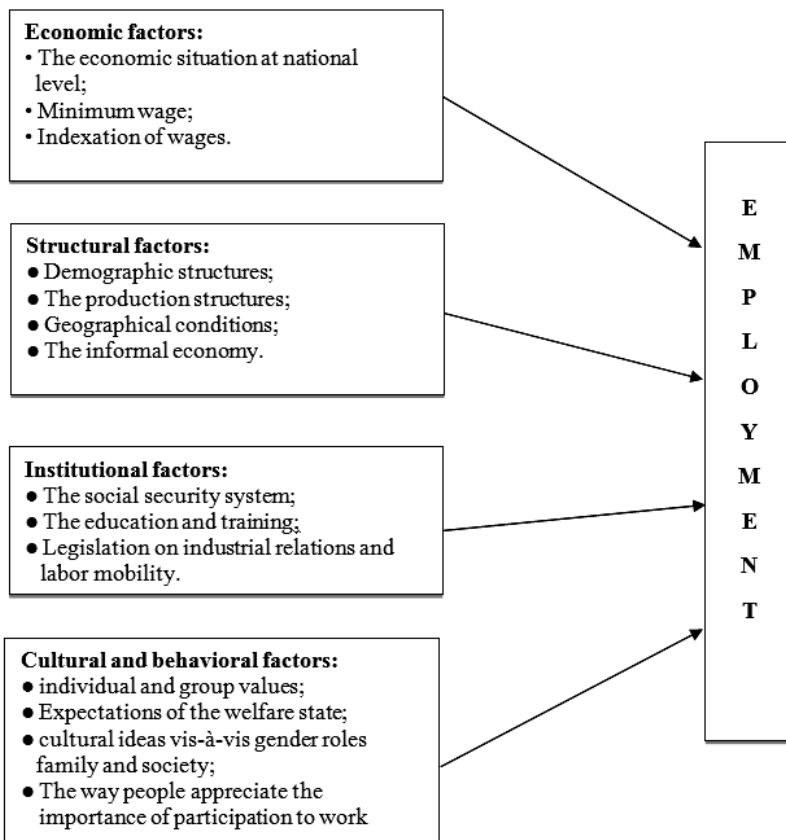 Economic factors:
• The economic situation at national
level;
• Minimum wage;
• Indexation of wages.
Structural factors:
● Demographic structures;
● The production structures;
● Geographical conditions;
● The informal economy.
Institutional factors:
● The social security system;
● The education and training;
● Legislation on industrial relations and
labor mobility.
Cultural and behavioral factors:
● individual and group values;
● Expectations of the welfare state;
● cultural ideas vis-à-vis gender roles
family and society;
● The way people appreciate the
importance of participation to work
E
M
P
L
O
Y
M
E
N
T